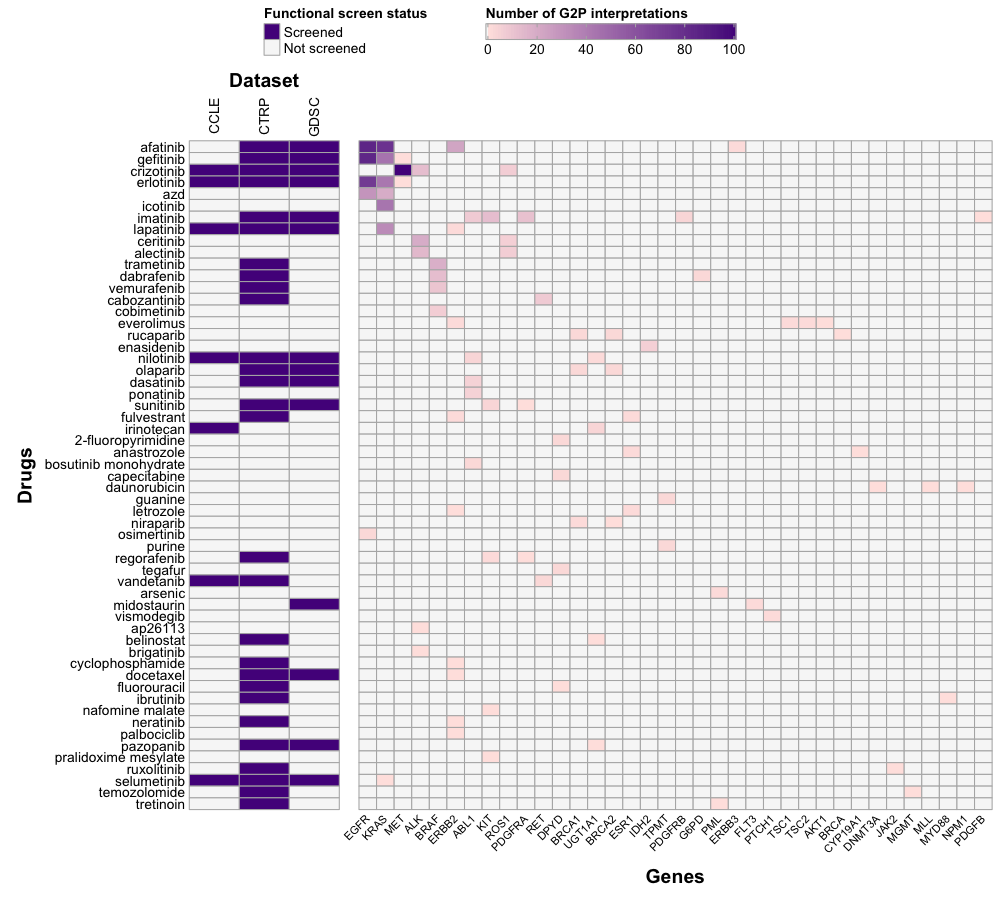 Functional screen status
Screened
Not screened
Number of G2P interpretations
0 20 40 60 80 100
Dataset
CCLE CTRP GDSC
Drugs
afatinib
gefitinib
crizotinib
erlotinib
azd
icotinib
imatinib
lapatinib
ceritinib
alectinib
trametinib
dabrafenib
vemurafenib
cabozantinib
cobimetinib
everolimus
rucaparib
enasidenib
nilotinib
olaparib
dasatinib
ponatinib
sunitinib
fulvestrant
irinotecan
2-fluoropyrimidine
anastrozole
bosutinib monohydrate
capecitabine
daunorubicin
guanine
letrozole
niraparib
osimertinib
purine
regorafenib
tegafur
vandetanib
arsenic
midostaurin
vismodegib
ap26113
belinostat
brigatinib
cyclophosphamide
docetaxel
fluorouracil
ibrutinib
nafomine malate
neratinib
palbociclib
pazopanib
pralidoxime mesylate
ruxolitinib
selumetinib
temozolomide
tretinoin
EGFR KRAS MET ALK BRAF ERBB2 ABL1 KIT ROS1 PDGFRA RET DPYD BRCA1 UGT1A1 BRCA2 ESR1 IDH2 TPMT PDGFRB G6PD PML ERBB3 FLT3 PTCH1 TSC1 TSC2 AKT1 BRCA CYP19A1 DNMT3A JAK2 MGMT MLL MYD88 NPM1 PDGFB
Genes